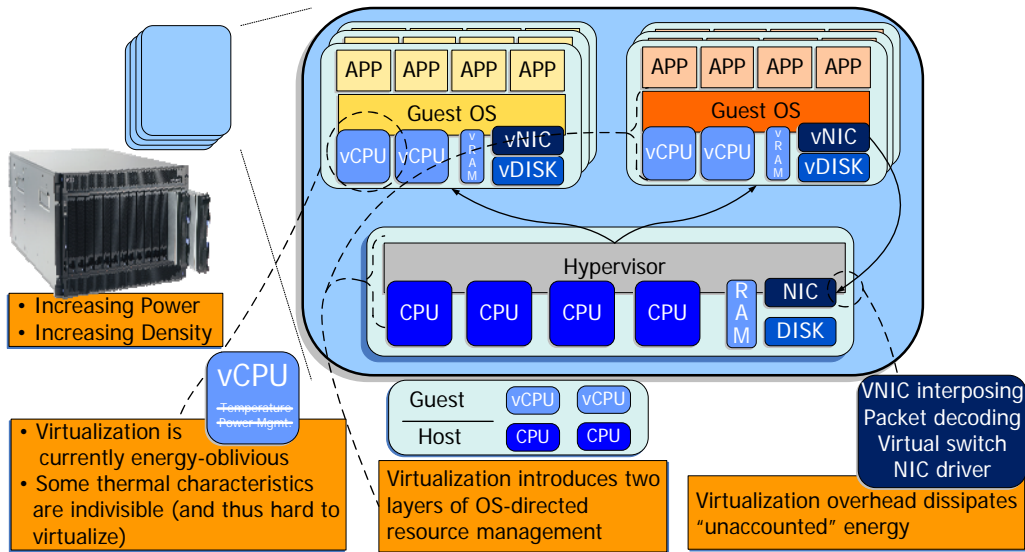 APP APP APP APP
Guest OS
vCPU vCPU vRAM vNIC
vDISK
APP APP APP APP
Guest OS
vCPU vCPU vRAM vNIC
vDISK
Hypervisor
CPU CPU CPU CPU RAM NIC
DISK
• Increasing Power
• Increasing Density
vCPU
Temperature
Power Mgmt.
• Virtualization is
currently energy-oblivious
• Some thermal characteristics
are indivisible (and thus hard to
virtualize)
Guest vCPU vCPU
Host CPU CPU
Virtualization introduces two
layers of OS-directed
resource management
VNIC interposing
Packet decoding
Virtual switch
NIC driver
Virtualization overhead dissipates
“unaccounted” energy